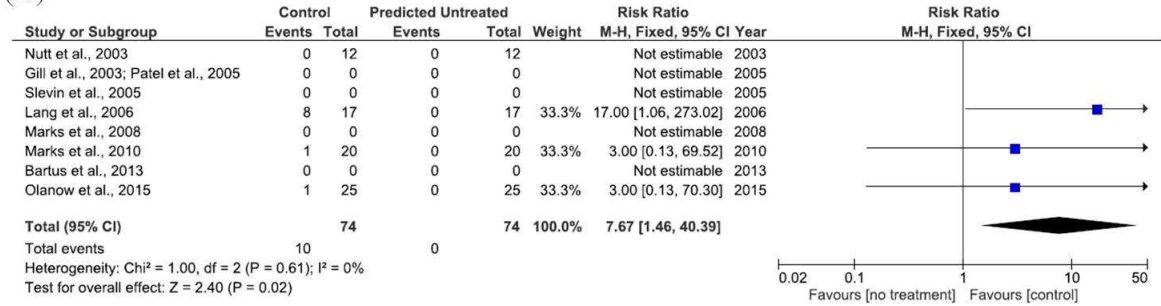 Control Predicted Untreated Risk Ratio Risk Ratio
Study or Subgroup Events Total Events Total Weight M-H, Fixed, 95% CI Year M-H, Fixed, 95% CI
Nutt et al., 2003 0 12 0 12 Not estimable 2003
Gill et al., 2003; Patel et al., 2005 0 0 0 0 Not estimable 2005
Slevin et al., 2005 0 0 0 0 Not estimable 2005
Lang et al., 2006 8 17 0 17 33.3% 17.00 [1.06, 273.02] 2006
Marks et al., 2008 0 0 0 0 Not estimable 2008
Marks et al., 2010 1 20 0 20 33.3% 3.00 [0.13, 69.52] 2010
Bartus et al., 2013 0 0 0 0 Not estimable 2013
Olanow et al., 2015 1 25 0 25 33.3% 3.00 [0.13, 70.30] 2015
Total (95% CI) 74 74 100.0% 7.67 [1.46, 40.39]
Total events 10 0
Heterogeneity: Chi² = 1.00, df = 2 (P = 0.61); I² = 0%
Test for overall effect: Z = 2.40 (P = 0.02)
0.02 0.1 1 10 50
Favours [no treatment] Favours [control]